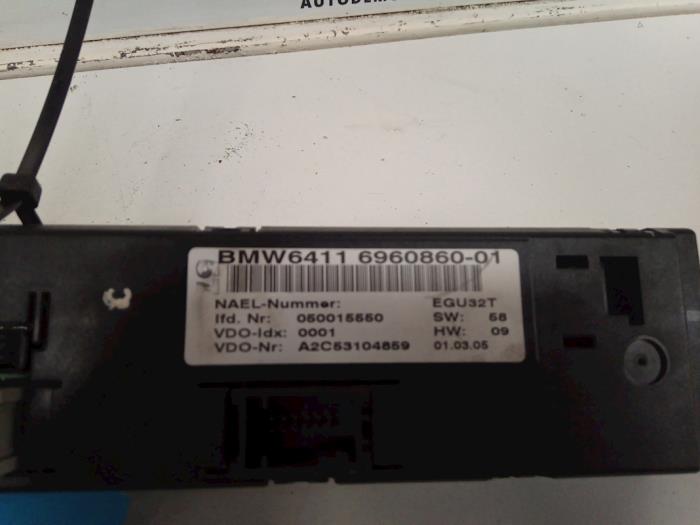 BMW6411 6960860-01
NAEL-Nummer: EGU32T
lfd. Nr: 050015550 SW: 58
VDO-Idx: 0001 HW: 09
VDO-Nr: A2C53104859 01.03.05